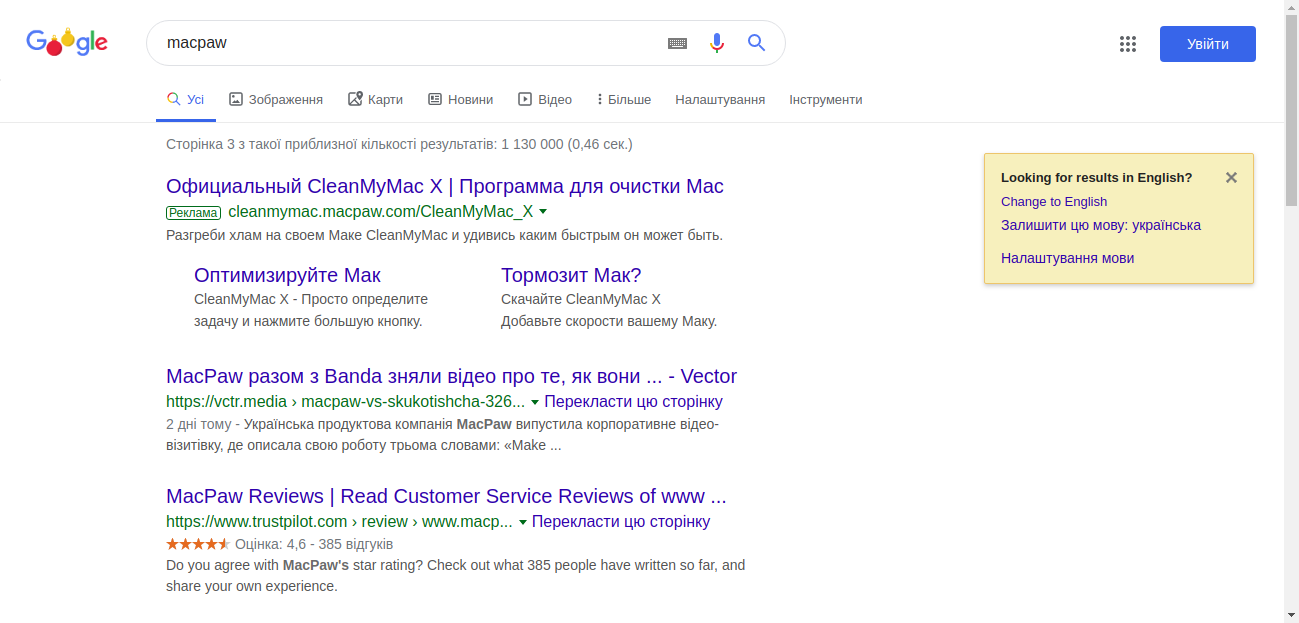 Google
macpaw
Увійти
Усі
Зображення
Карти
Новини
Відео
Більше
Налаштування
Інструменти
Сторінка 3 з такої приблизної кількості результатів: 1 130 000 (0,46 сек.)
Официальный CleanMyMac X | Программа для очистки Mac
Реклама cleanmymac.macpaw.com/CleanMyMac_X
Разгреби хлам на своем Маке CleanMyMac и удивись каким быстрым он может быть.
Оптимизируйте Мак
CleanMyMac X - Просто определите
задачу и нажмите большую кнопку.
Тормозит Мак?
Скачайте CleanMyMac X
Добавьте скорости вашему Маку.
MacPaw разом з Banda зняли відео про те, як вони ... - Vector
https://vctr.media › macpaw-vs-skukotishcha-326... Перекласти цю сторінку
2 дні тому - Українська продуктова компанія MacPaw випустила корпоративне відео-
візитівку, де описала свою роботу трьома словами: «Make ...
MacPaw Reviews | Read Customer Service Reviews of www ...
https://www.trustpilot.com › review › www.macp... Перекласти цю сторінку
Оцінка: 4,6 - 385 відгуків
Do you agree with MacPaw's star rating? Check out what 385 people have written so far, and
share your own experience.
Looking for results in English?
Change to English
Залишити цю мову: українська
Налаштування мови